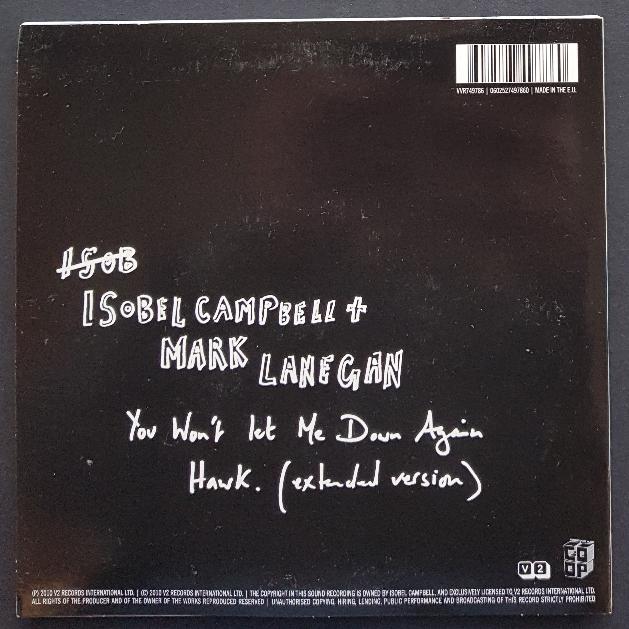 VVR749786 | 0602527497860 | MADE IN THE E.U.
ISOB
ISOBEL CAMPBELL +
MARK LANEGAN
You Won't let Me Down Again
Hawk. (extended version)
V2
CO OP
(P) 2010 V2 RECORDS INTERNATIONAL LTD. | (C) 2010 V2 RECORDS INTERNATIONAL LTD. | THE COPYRIGHT IN THIS SOUND RECORDING IS OWNED BY ISOBEL CAMPBELL, AND EXCLUSIVELY LICENSED TO V2 RECORDS INTERNATIONAL LTD.
ALL RIGHTS OF THE PRODUCER AND OF THE OWNER OF THE WORKS REPRODUCED RESERVED | UNAUTHORISED COPYING, HIRING, LENDING, PUBLIC PERFORMANCE AND BROADCASTING OF THIS RECORD STRICTLY PROHIBITED